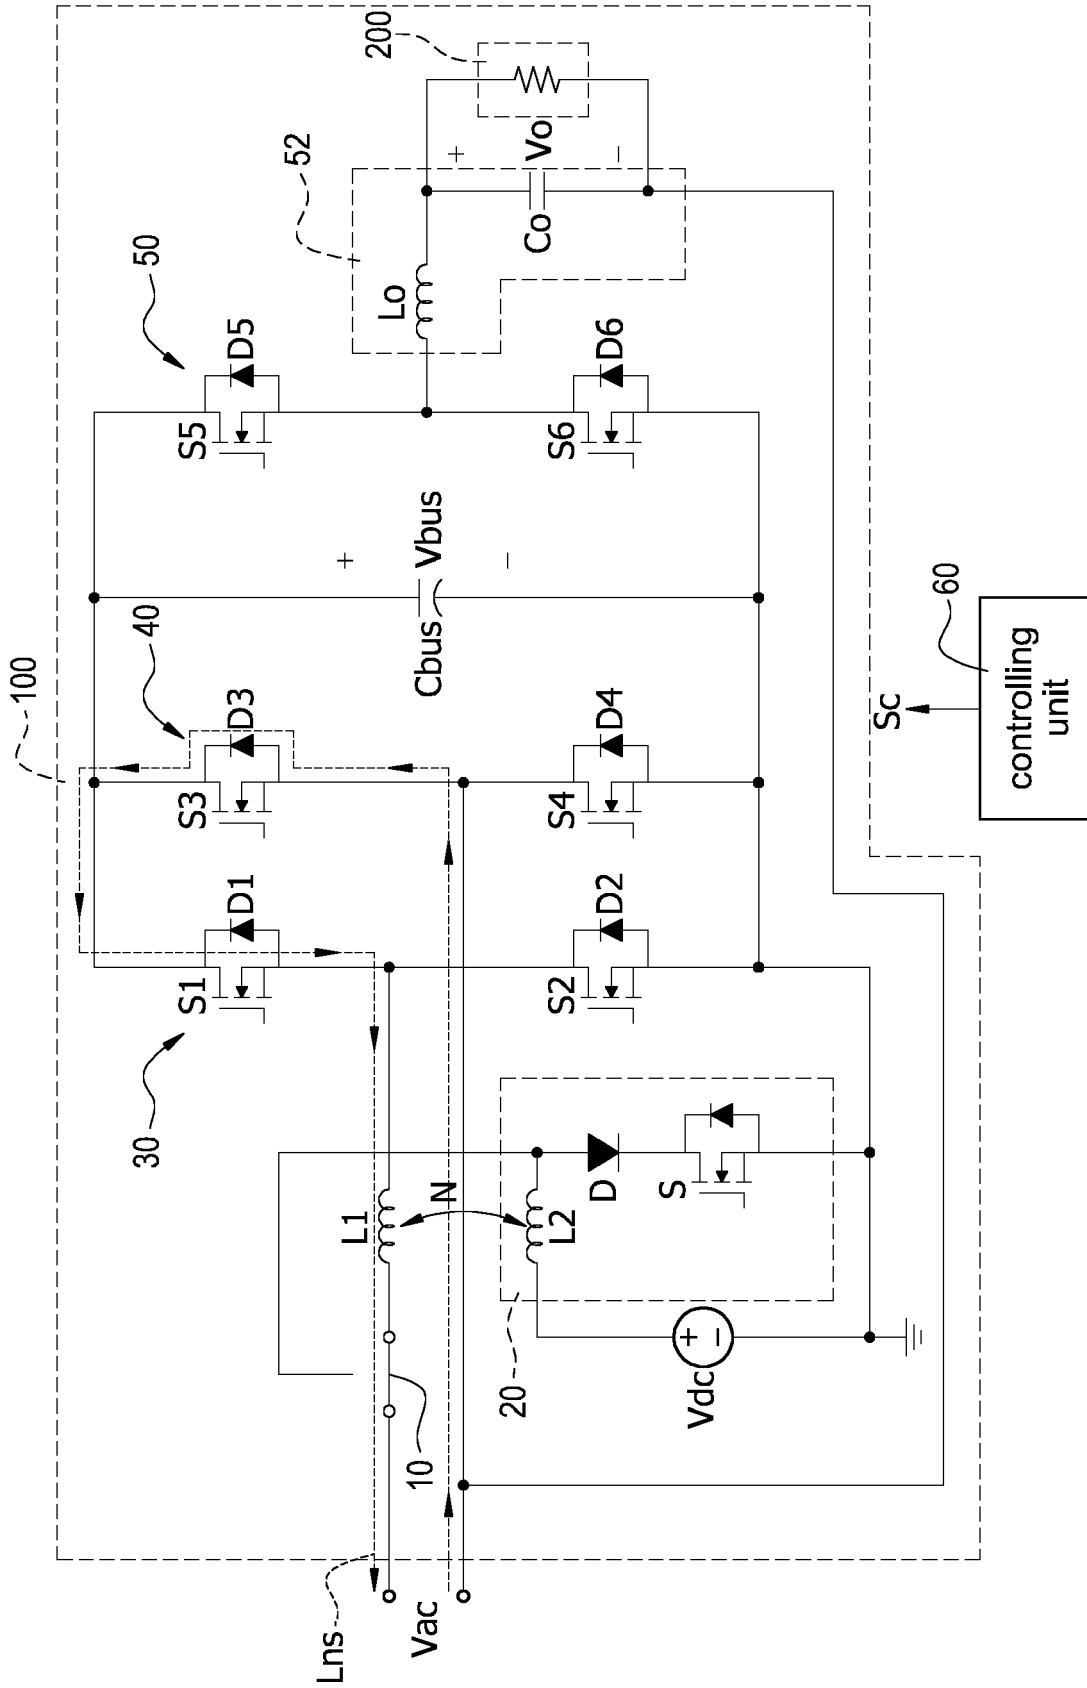 100
200
52
50
40
30
S1
D1
S3
D3
S5
D5
Lo
+
Vo
−
Co
+
Cbus
Vbus
−
S2
D2
S4
D4
S6
D6
Lns
Vac
10
L1
N
L2
D
S
20
Vdc
+
−
Sc
60
controlling
unit